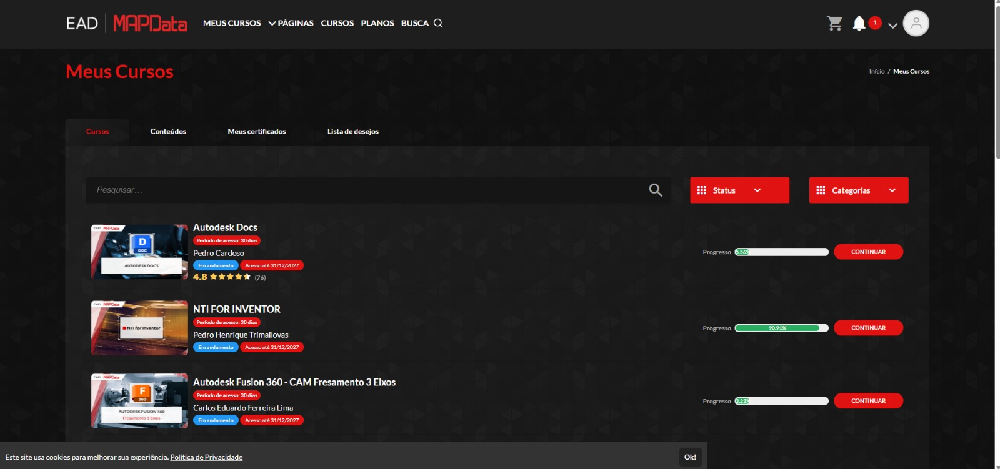 EAD | MAPData MEUS CURSOS PÁGINAS CURSOS PLANOS BUSCA 1
Meus Cursos
Início / Meus Cursos
Cursos Conteúdos Meus certificados Lista de desejos
Pesquisar... Status Categorias
EAD MAPData
D
DOC
AUTODESK DOCS
Autodesk Docs
Período de acesso: 30 dias
Pedro Cardoso
Em andamento Acesso até 31/12/2027
4.8 (76)
Progresso 5.56% CONTINUAR
EAD MAPData
NTI for Inventor
NTI FOR INVENTOR
Período de acesso: 30 dias
Pedro Henrique Trimailovas
Em andamento Acesso até 31/12/2027
Progresso 90.91% CONTINUAR
EAD MAPData
F
360
AUTODESK FUSION 360
Fresamento 3 Eixos
Autodesk Fusion 360 - CAM Fresamento 3 Eixos
Período de acesso: 30 dias
Carlos Eduardo Ferreira Lima
Em andamento Acesso até 31/12/2027
Progresso 3.23% CONTINUAR
Este site usa cookies para melhorar sua experiência. Política de Privacidade Ok!